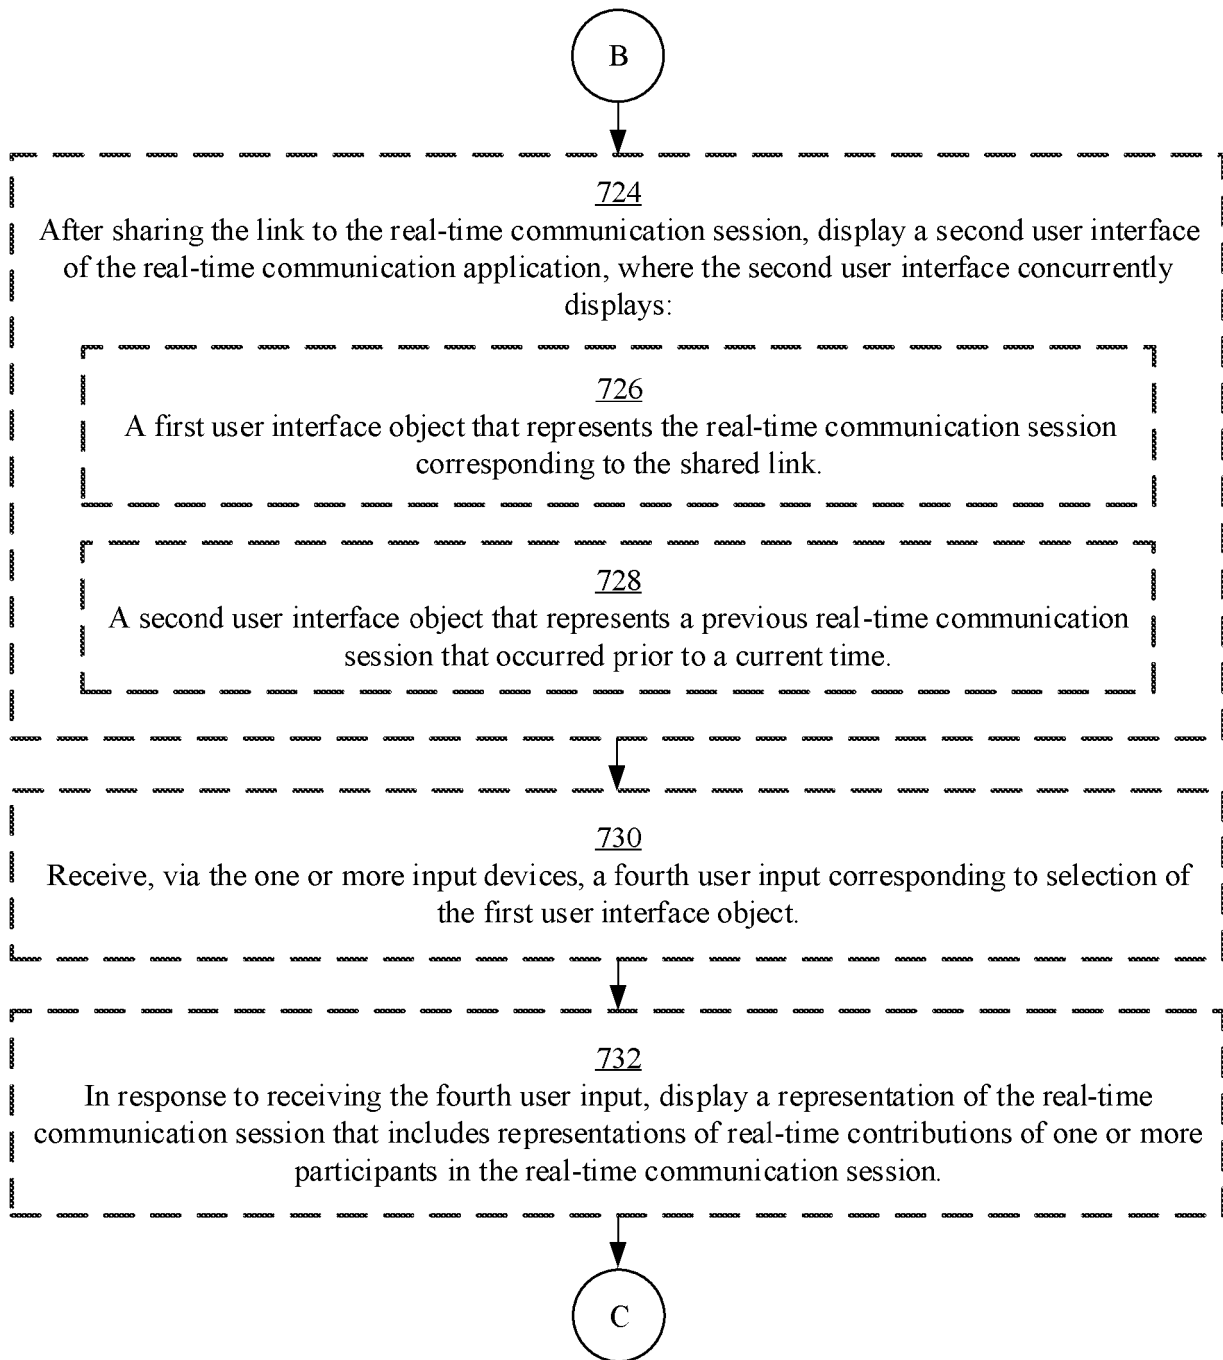 B
724
After sharing the link to the real-time communication session, display a second user interface
of the real-time communication application, where the second user interface concurrently
displays:
726
A first user interface object that represents the real-time communication session
corresponding to the shared link.
728
A second user interface object that represents a previous real-time communication
session that occurred prior to a current time.
730
Receive, via the one or more input devices, a fourth user input corresponding to selection of
the first user interface object.
732
In response to receiving the fourth user input, display a representation of the real-time
communication session that includes representations of real-time contributions of one or more
participants in the real-time communication session.
C